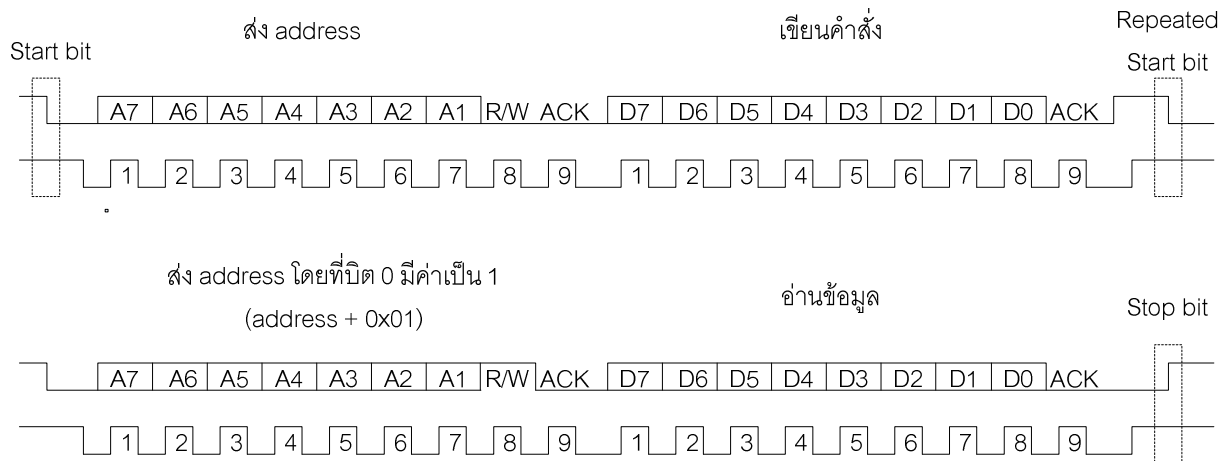 ส่ง address เขียนคำสั่ง Repeated
Start bit Start bit
A7 A6 A5 A4 A3 A2 A1 R/W ACK D7 D6 D5 D4 D3 D2 D1 D0 ACK
1 2 3 4 5 6 7 8 9 1 2 3 4 5 6 7 8 9
ส่ง address โดยที่บิต 0 มีค่าเป็น 1
(address + 0x01)
อ่านข้อมูล
Stop bit
A7 A6 A5 A4 A3 A2 A1 R/W ACK D7 D6 D5 D4 D3 D2 D1 D0 ACK
1 2 3 4 5 6 7 8 9 1 2 3 4 5 6 7 8 9